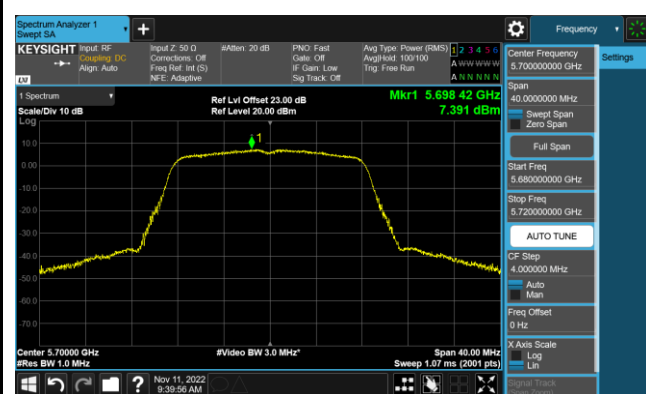 Spectrum Analyzer 1
Swept SA
Frequency
KEYSIGHT
Input: RF
Coupling: DC
Align: Auto
Input Z: 50 Ω
Corrections: Off
Freq Ref: Int (S)
NFE: Adaptive
#Atten: 20 dB
PNO: Fast
Gate: Off
IF Gain: Low
Sig Track: Off
Avg Type: Power (RMS)
Avg|Hold: 100/100
Trig: Free Run
1 2 3 4 5 6
A W W W W W
A N N N N N
LXI
1 Spectrum
Scale/Div 10 dB
Log
Ref Lvl Offset 23.00 dB
Ref Level 20.00 dBm
Mkr1 5.698 42 GHz
7.391 dBm
1
10.0
0.00
-10.0
-20.0
-30.0
-40.0
-50.0
-60.0
-70.0
Center 5.70000 GHz
#Res BW 1.0 MHz
#Video BW 3.0 MHz*
Span 40.00 MHz
Sweep 1.07 ms (2001 pts)
Nov 11, 2022
9:39:56 AM
?
Center Frequency
5.700000000 GHz
Settings
Span
40.0000000 MHz
Swept Span
Zero Span
Full Span
Start Freq
5.680000000 GHz
Stop Freq
5.720000000 GHz
AUTO TUNE
CF Step
4.000000 MHz
Auto
Man
Freq Offset
0 Hz
X Axis Scale
Log
Lin
Signal Track
(Span Zoom)